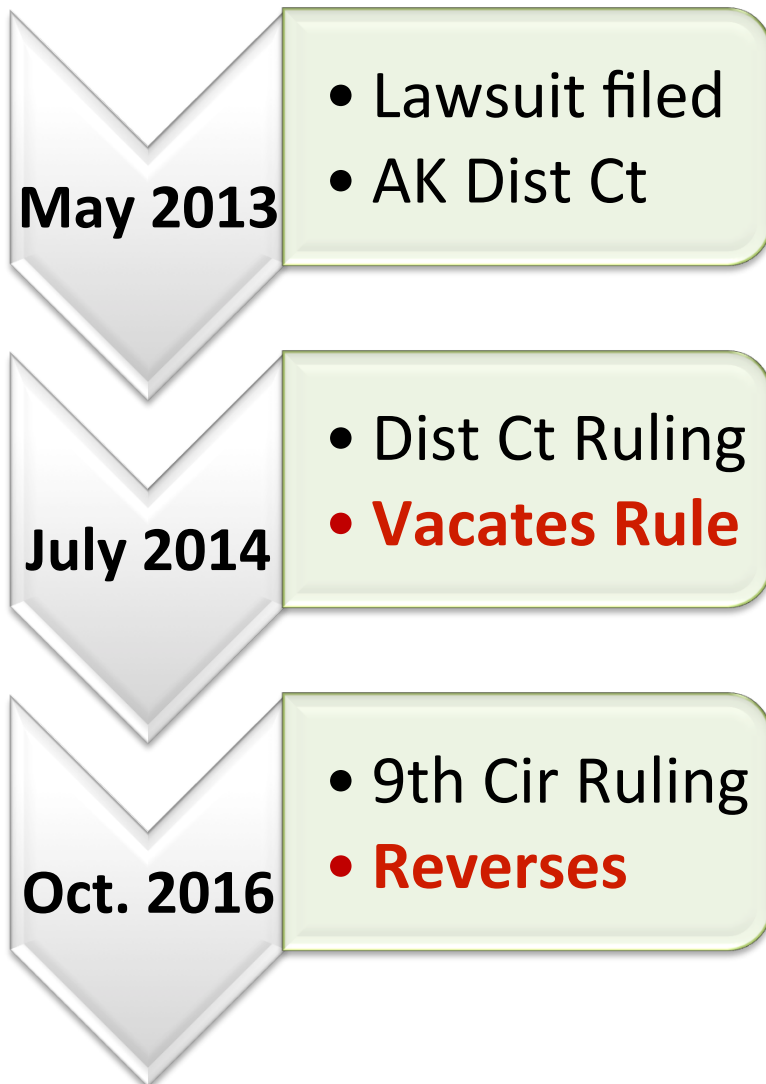 May 2013
• Lawsuit filed
• AK Dist Ct
July 2014
• Dist Ct Ruling
• Vacates Rule
Oct. 2016
• 9th Cir Ruling
• Reverses